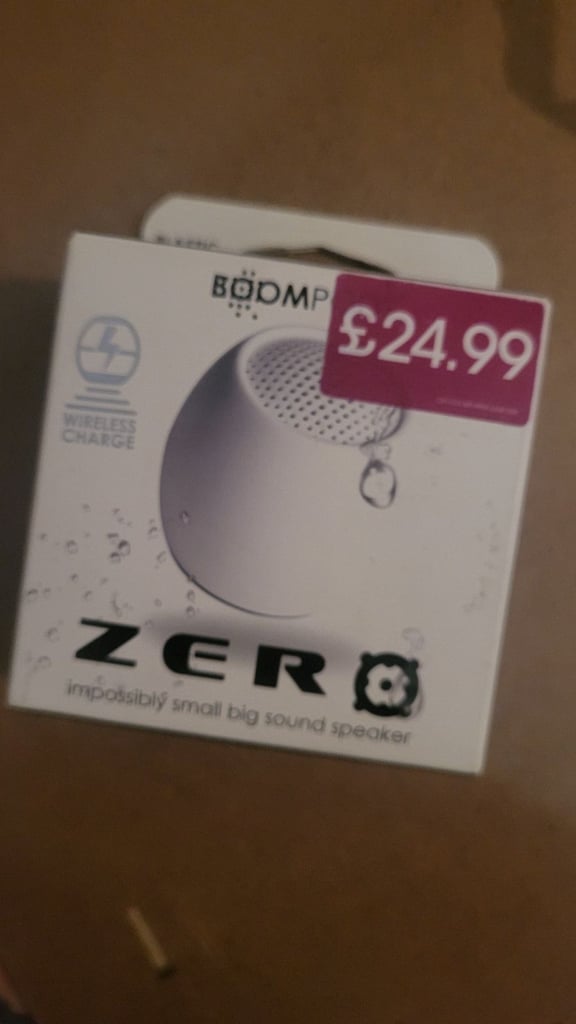 BOOMP
£24.99
WIRELESS
CHARGE
ZERO
impossibly small big sound speaker